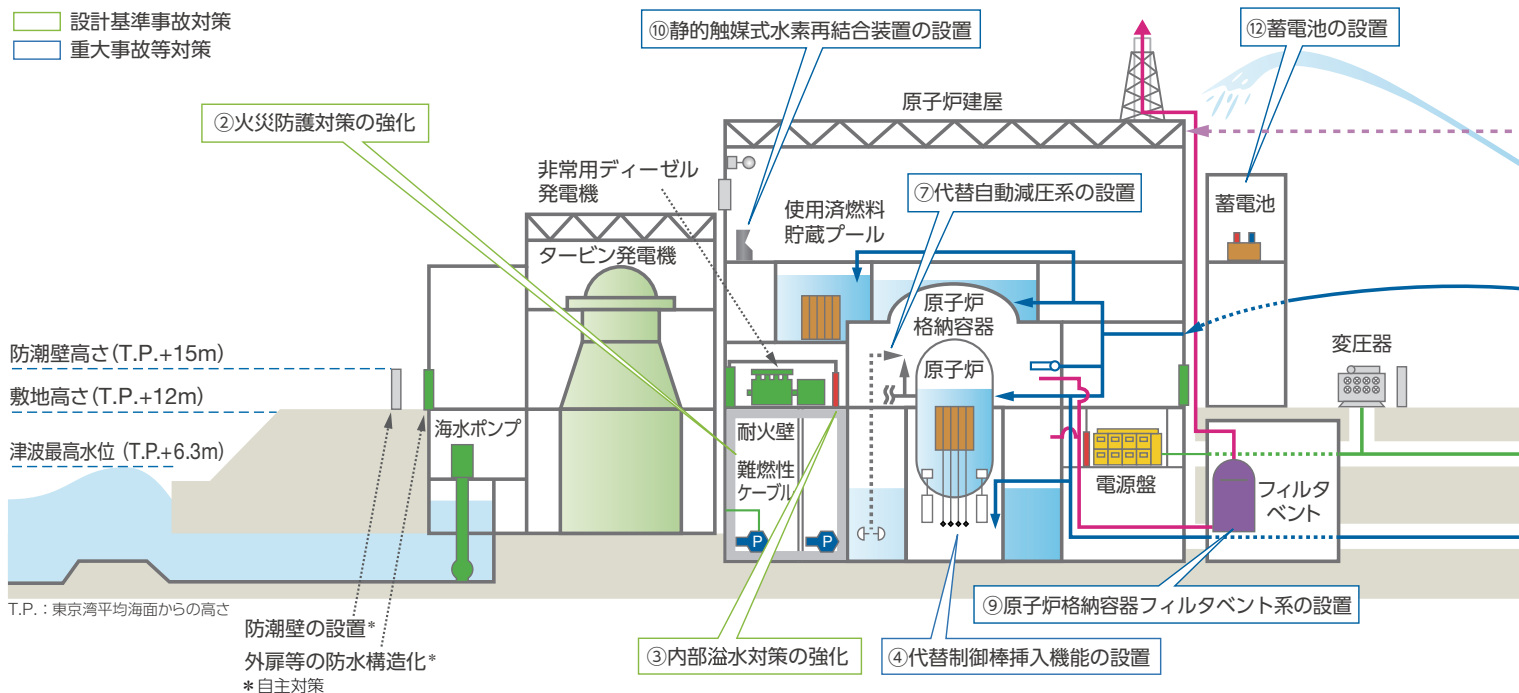 設計基準事故対策
重大事故等対策
⑩静的触媒式水素再結合装置の設置
⑫蓄電池の設置
②火災防護対策の強化
原子炉建屋
非常用ディーゼル
発電機
⑦代替自動減圧系の設置
使用済燃料
貯蔵プール
蓄電池
タービン発電機
原子炉
格納容器
防潮壁高さ(T.P.+15m)
変圧器
原子炉
敷地高さ(T.P.+12m)
海水ポンプ
耐火壁
津波最高水位 (T.P.+6.3m)
難燃性
ケーブル
電源盤
フィルタ
ベント
P
P
T.P.：東京湾平均海面からの高さ
⑨原子炉格納容器フィルタベント系の設置
防潮壁の設置*
外扉等の防水構造化*
*自主対策
③内部溢水対策の強化
④代替制御棒挿入機能の設置